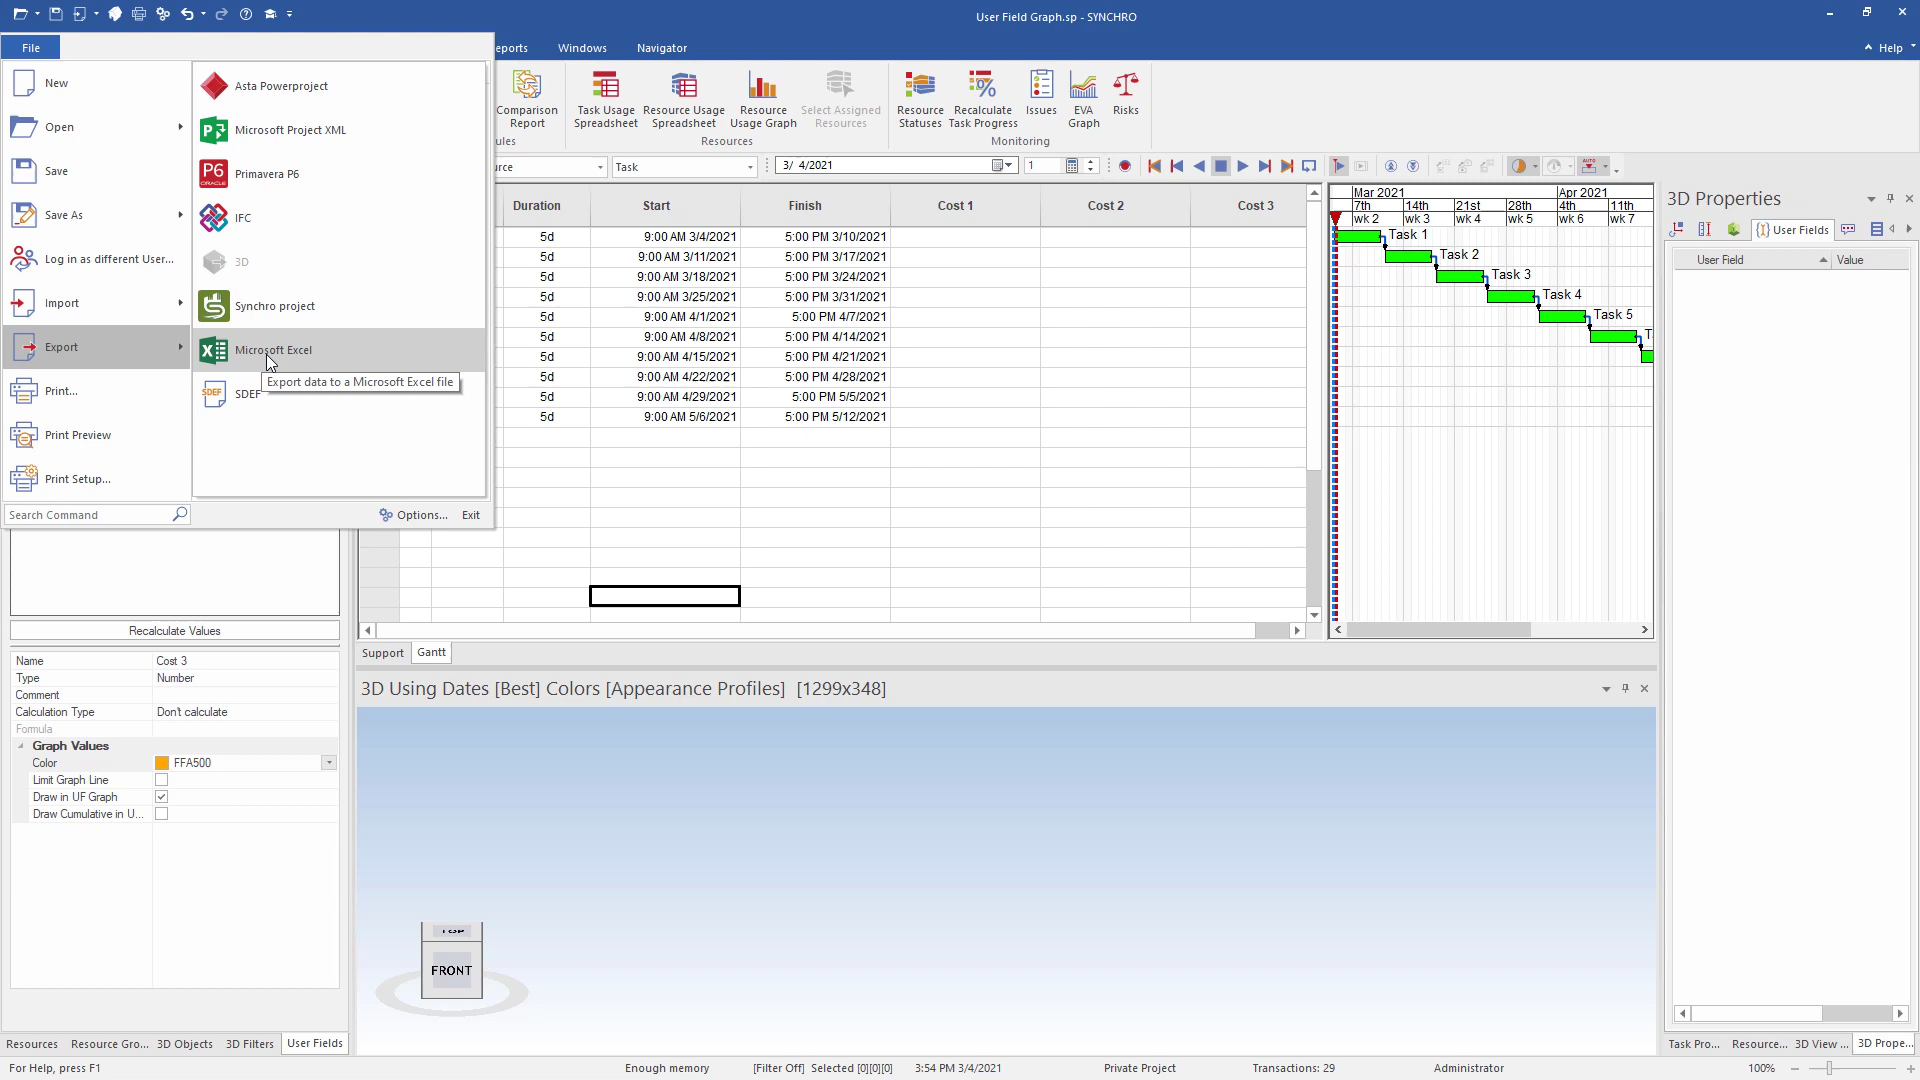 User Field Graph.sp - SYNCHRO
File
eports
Windows
Navigator
Help
New
Open
Save
Save As
Log in as different User...
Import
Export
Print...
Print Preview
Print Setup...
Search Command
Options...
Exit
Asta Powerproject
Microsoft Project XML
P6
ORACLE
Primavera P6
IFC
3D
Synchro project
Microsoft Excel
Export data to a Microsoft Excel file
SDEF
SDEF
Comparison Report
Task Usage Spreadsheet
Resource Usage Spreadsheet
Resource Usage Graph
Select Assigned Resources
Resource Statuses
Recalculate Task Progress
Issues
EVA Graph
Risks
ules
Resources
Monitoring
urce
Task
3/ 4/2021
1
AUTO
Duration Start Finish Cost 1 Cost 2 Cost 3
5d 9:00 AM 3/4/2021 5:00 PM 3/10/2021
5d 9:00 AM 3/11/2021 5:00 PM 3/17/2021
5d 9:00 AM 3/18/2021 5:00 PM 3/24/2021
5d 9:00 AM 3/25/2021 5:00 PM 3/31/2021
5d 9:00 AM 4/1/2021 5:00 PM 4/7/2021
5d 9:00 AM 4/8/2021 5:00 PM 4/14/2021
5d 9:00 AM 4/15/2021 5:00 PM 4/21/2021
5d 9:00 AM 4/22/2021 5:00 PM 4/28/2021
5d 9:00 AM 4/29/2021 5:00 PM 5/5/2021
5d 9:00 AM 5/6/2021 5:00 PM 5/12/2021
Mar 2021 Apr 2021
7th 14th 21st 28th 4th 11th
wk 2 wk 3 wk 4 wk 5 wk 6 wk 7
Task 1
Task 2
Task 3
Task 4
Task 5
T
3D Properties
User Fields
User Field Value
Support
Gantt
3D Using Dates [Best] Colors [Appearance Profiles] [1299x348]
TOP
FRONT
Recalculate Values
Name Cost 3
Type Number
Comment
Calculation Type Don't calculate
Formula
Graph Values
Color FFA500
Limit Graph Line
Draw in UF Graph
Draw Cumulative in U...
Resources
Resource Gro...
3D Objects
3D Filters
User Fields
Task Pro...
Resource...
3D View ...
3D Prope...
For Help, press F1
Enough memory
[Filter Off] Selected [0][0][0]
3:54 PM 3/4/2021
Private Project
Transactions: 29
Administrator
100%